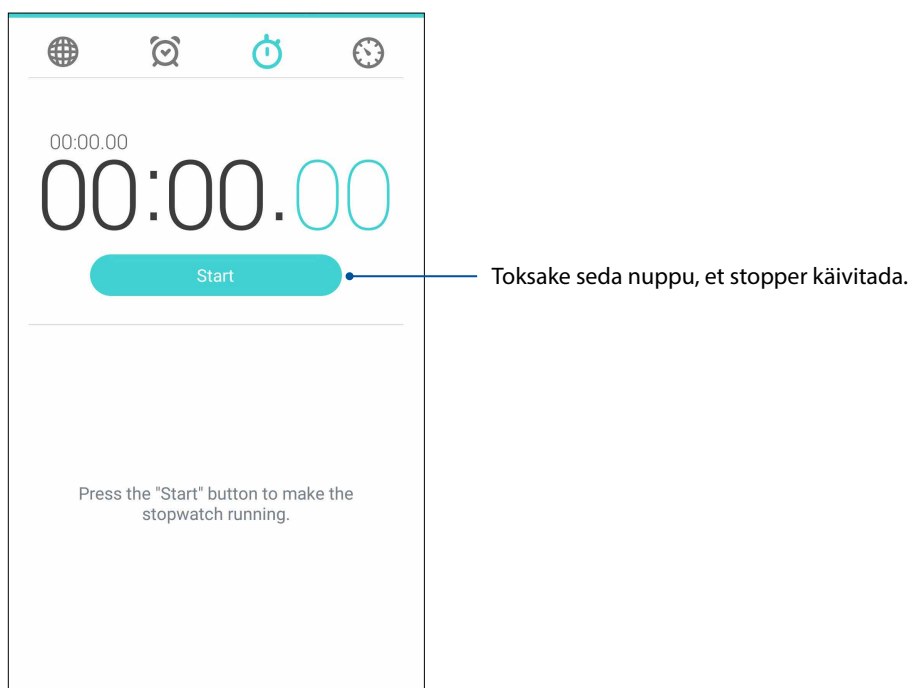 00:00.00
00:00.00
Start
Toksake seda nuppu, et stopper käivitada.
Press the "Start" button to make the
stopwatch running.